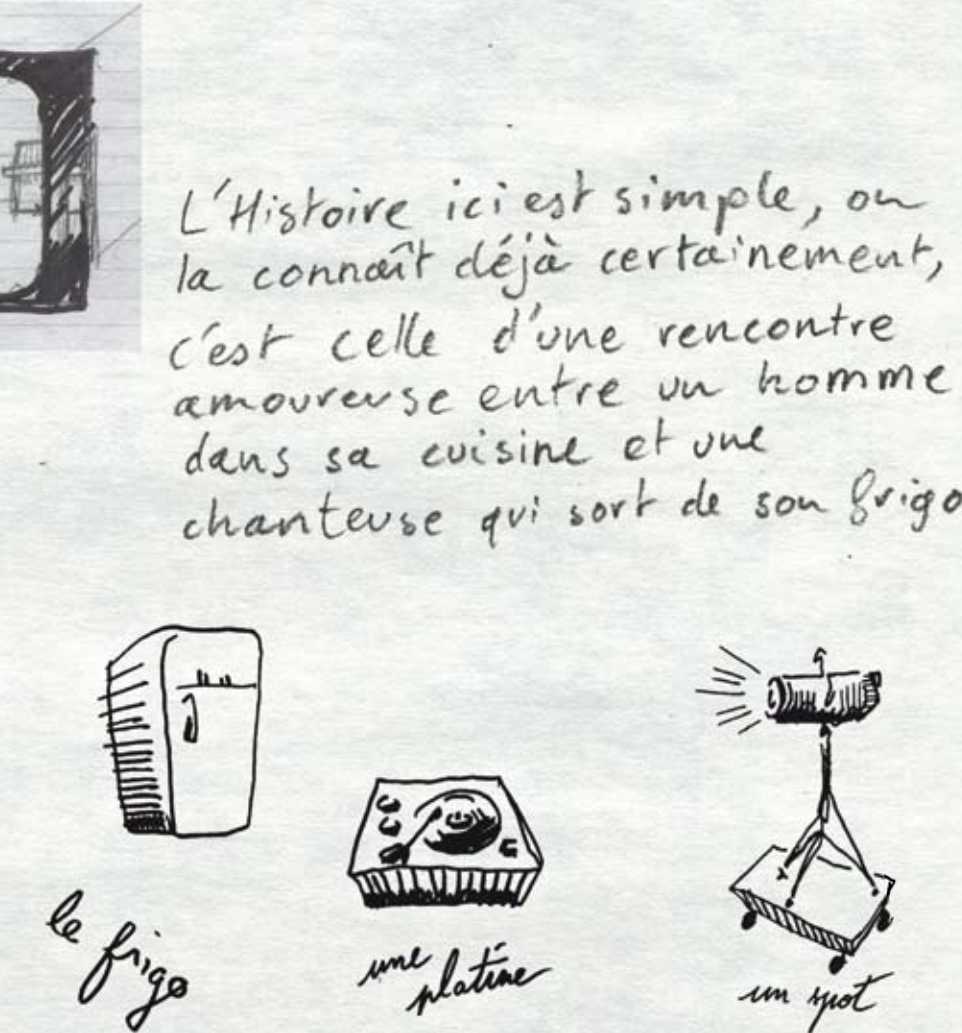 L'Histoire ici est simple, on
la connaît déjà certainement,
c'est celle d'une rencontre
amoureuse entre un homme
dans sa cuisine et une
chanteuse qui sort de son frigo
le frigo
une platine
un spot